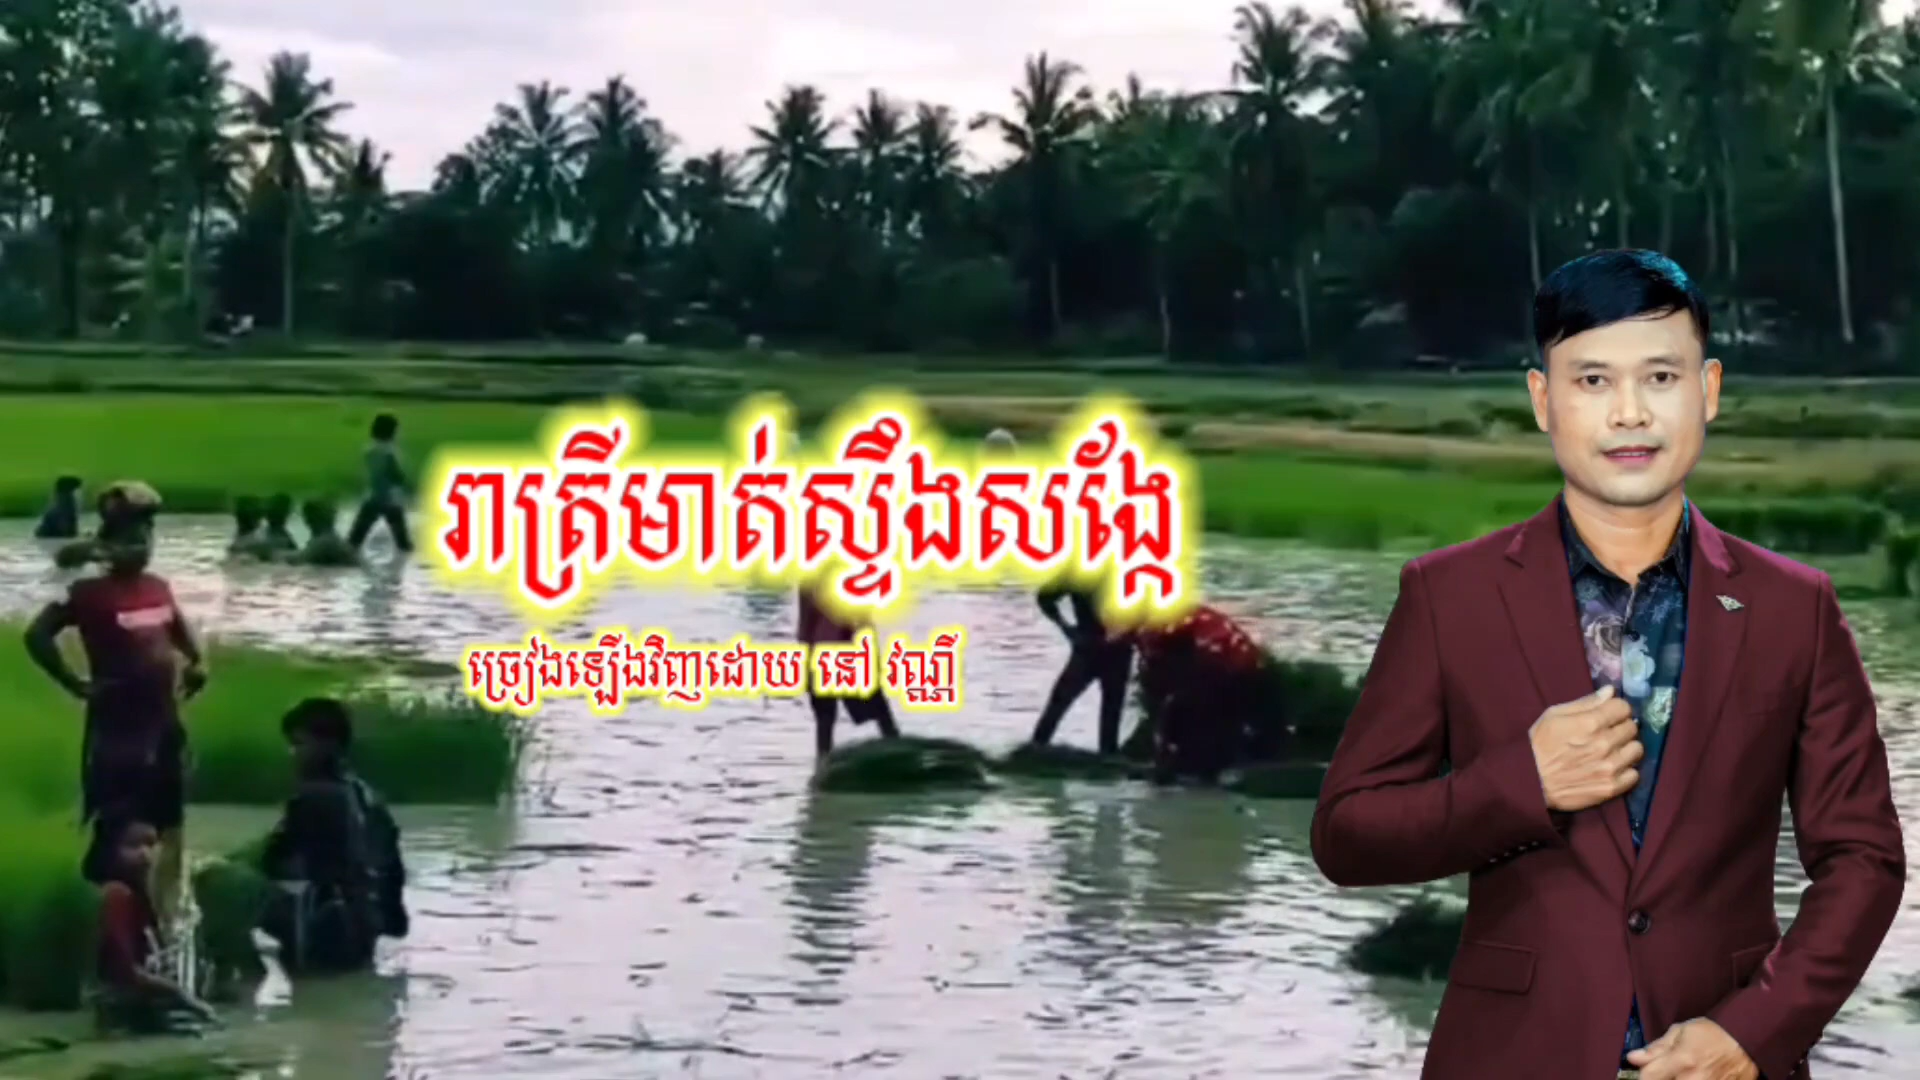 រាត្រីមាត់ស្ទឹងសង្កែ
ច្រៀងឡើងវិញដោយ នៅ វណ្ណី